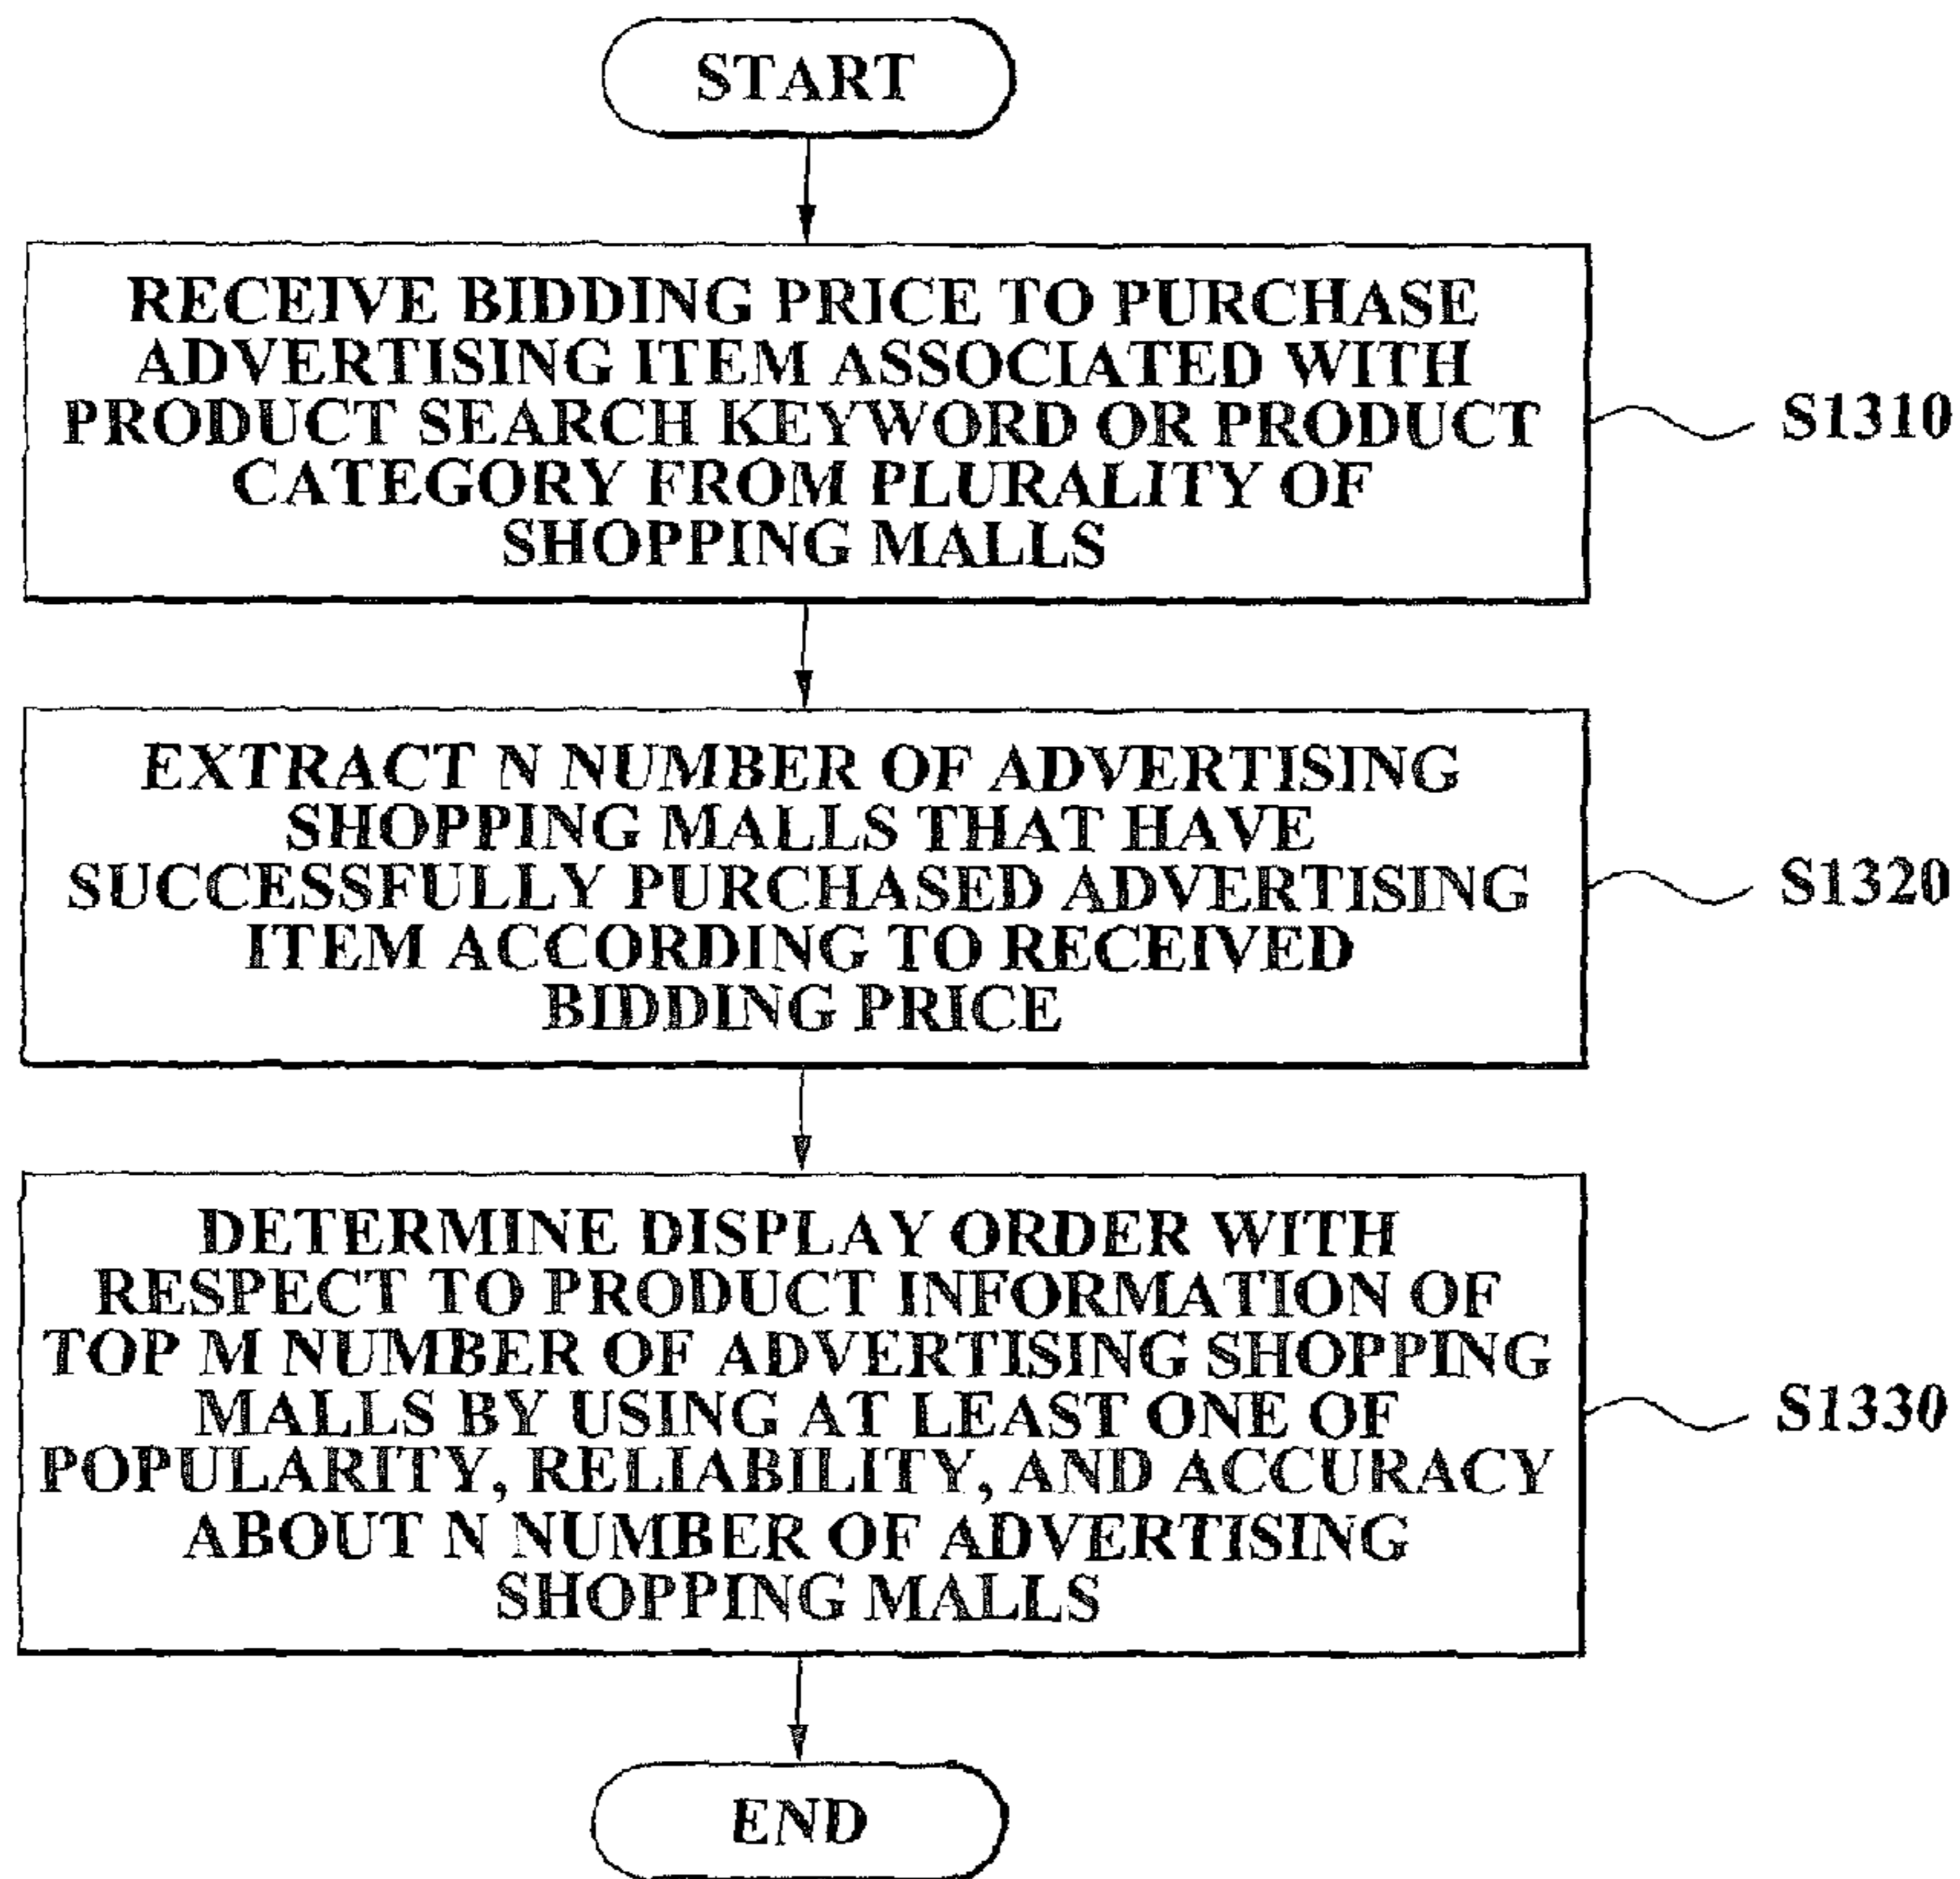 START
RECEIVE BIDDING PRICE TO PURCHASE
ADVERTISING ITEM ASSOCIATED WITH
PRODUCT SEARCH KEYWORD OR PRODUCT
CATEGORY FROM PLURALITY OF
SHOPPING MALLS
S1310
EXTRACT N NUMBER OF ADVERTISING
SHOPPING MALLS THAT HAVE
SUCCESSFULLY PURCHASED ADVERTISING
ITEM ACCORDING TO RECEIVED
BIDDING PRICE
S1320
DETERMINE DISPLAY ORDER WITH
RESPECT TO PRODUCT INFORMATION OF
TOP M NUMBER OF ADVERTISING SHOPPING
MALLS BY USING AT LEAST ONE OF
POPULARITY, RELIABILITY, AND ACCURACY
ABOUT N NUMBER OF ADVERTISING
SHOPPING MALLS
S1330
END